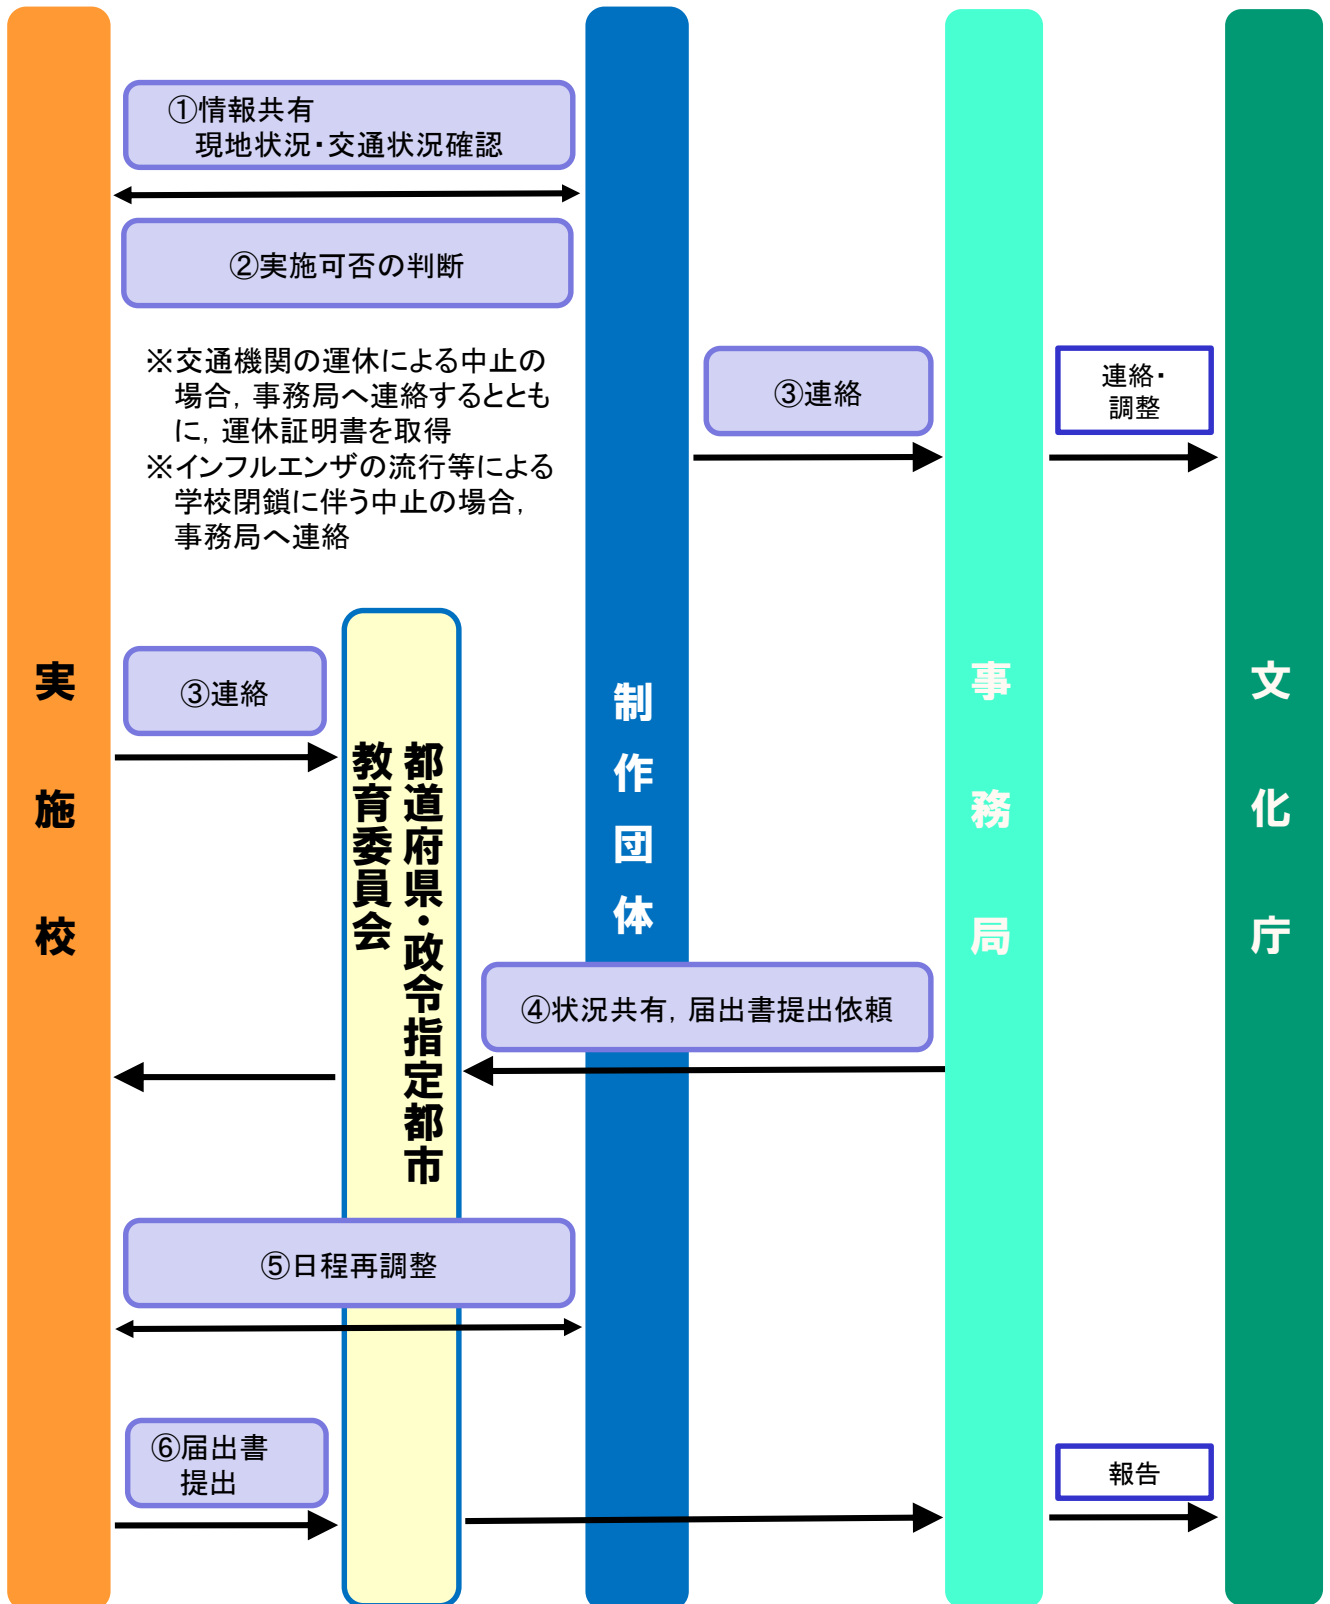 ①情報共有
現地状況・交通状況確認
②実施可否の判断
※交通機関の運休による中止の
場合, 事務局へ連絡するととも
に, 運休証明書を取得
※インフルエンザの流行等による
学校閉鎖に伴う中止の場合,
事務局へ連絡
③連絡
連絡・
調整
③連絡
実施校
都道府県・政令指定都市
教育委員会
制作団体
事務局
文化庁
④状況共有, 届出書提出依頼
⑤日程再調整
⑥届出書
提出
報告